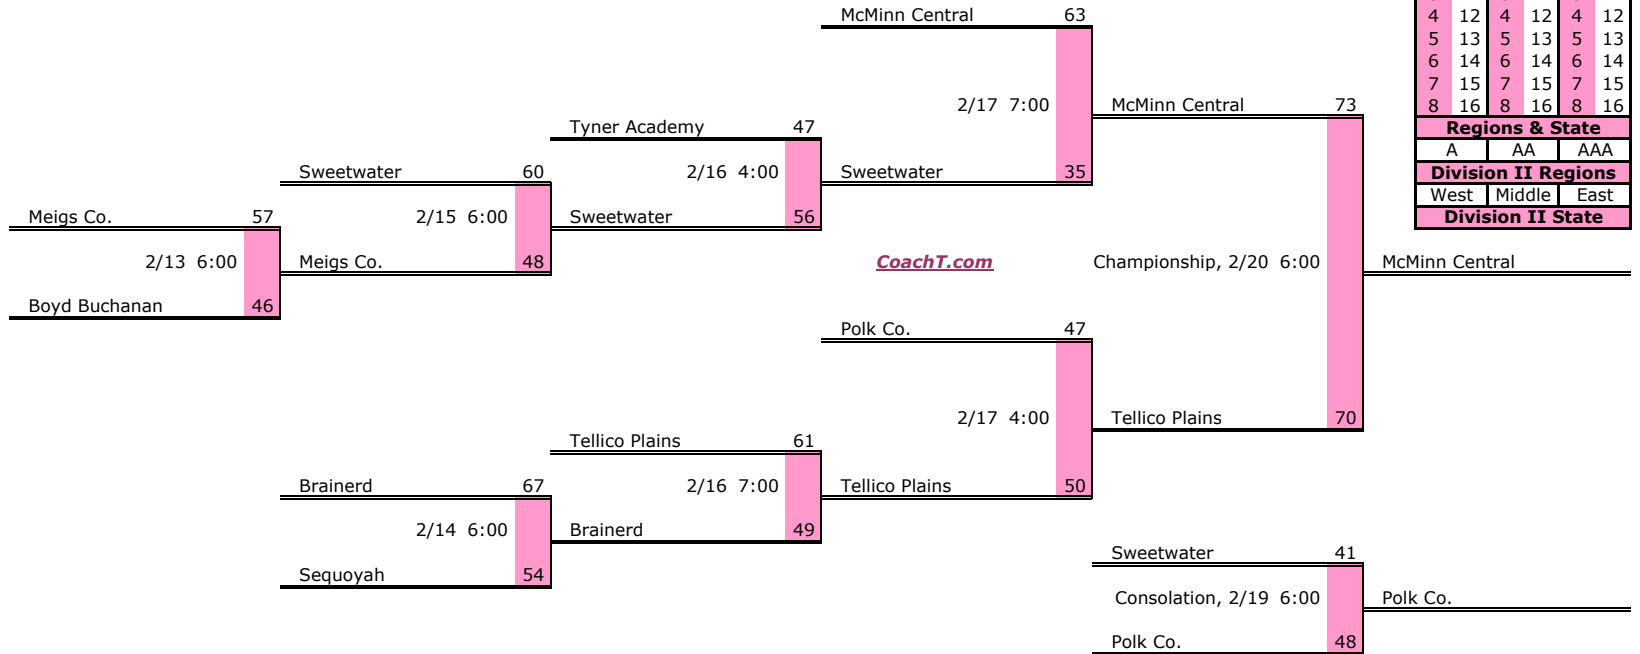 McMinn Central 63
4 12 4 12 4 12
5 13 5 13 5 13
6 14 6 14 6 14
7 15 7 15 7 15
2/17 7:00 McMinn Central 73
8 16 8 16 8 16
Tyner Academy 47
Regions & State
A AA AAA
Sweetwater 60
2/16 4:00 Sweetwater 35
Division II Regions
West Middle East
Meigs Co. 57
2/15 6:00 Sweetwater 56
Division II State
2/13 6:00 Meigs Co. 48
CoachT.com
Championship, 2/20 6:00 McMinn Central
Boyd Buchanan 46
Polk Co. 47
2/17 4:00 Tellico Plains 70
Tellico Plains 61
Brainerd 67
2/16 7:00 Tellico Plains 50
2/14 6:00 Brainerd 49
Sweetwater 41
Sequoyah 54
Consolation, 2/19 6:00 Polk Co.
Polk Co. 48